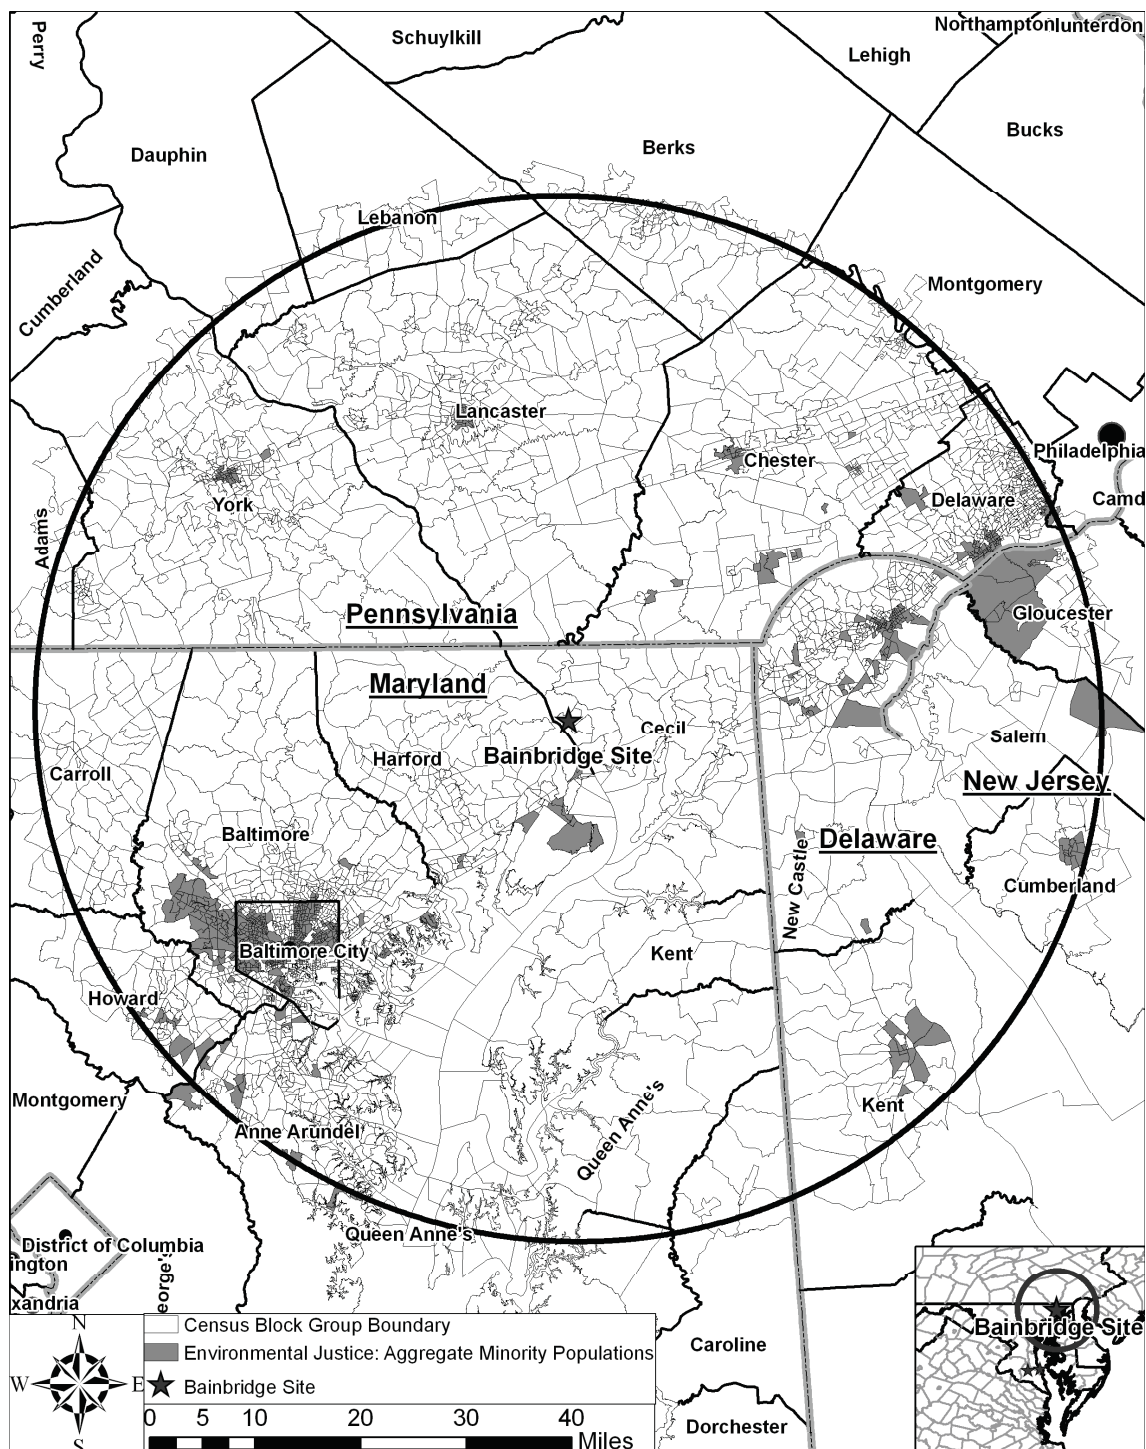 Perry
Schuylkill
Northampton
Hunterdon
Lehigh
Bucks
Dauphin
Berks
Lebanon
Cumberland
Montgomery
Lancaster
Philadelphia
Chester
York
Delaware
Camd
Adams
Pennsylvania
Gloucester
Maryland
Cecil
Bainbridge Site
Salem
Harford
Carroll
New Jersey
Baltimore
Delaware
New Castle
Cumberland
Baltimore City
Kent
Howard
Montgomery
Kent
Anne Arundel
Queen Anne's
Queen Anne's
District of Columbia
ington
xandria
eorge's
Caroline
Dorchester
Bainbridge Site
N
W
E
S
Census Block Group Boundary
Environmental Justice: Aggregate Minority Populations
Bainbridge Site
0 5 10 20 30 40
Miles